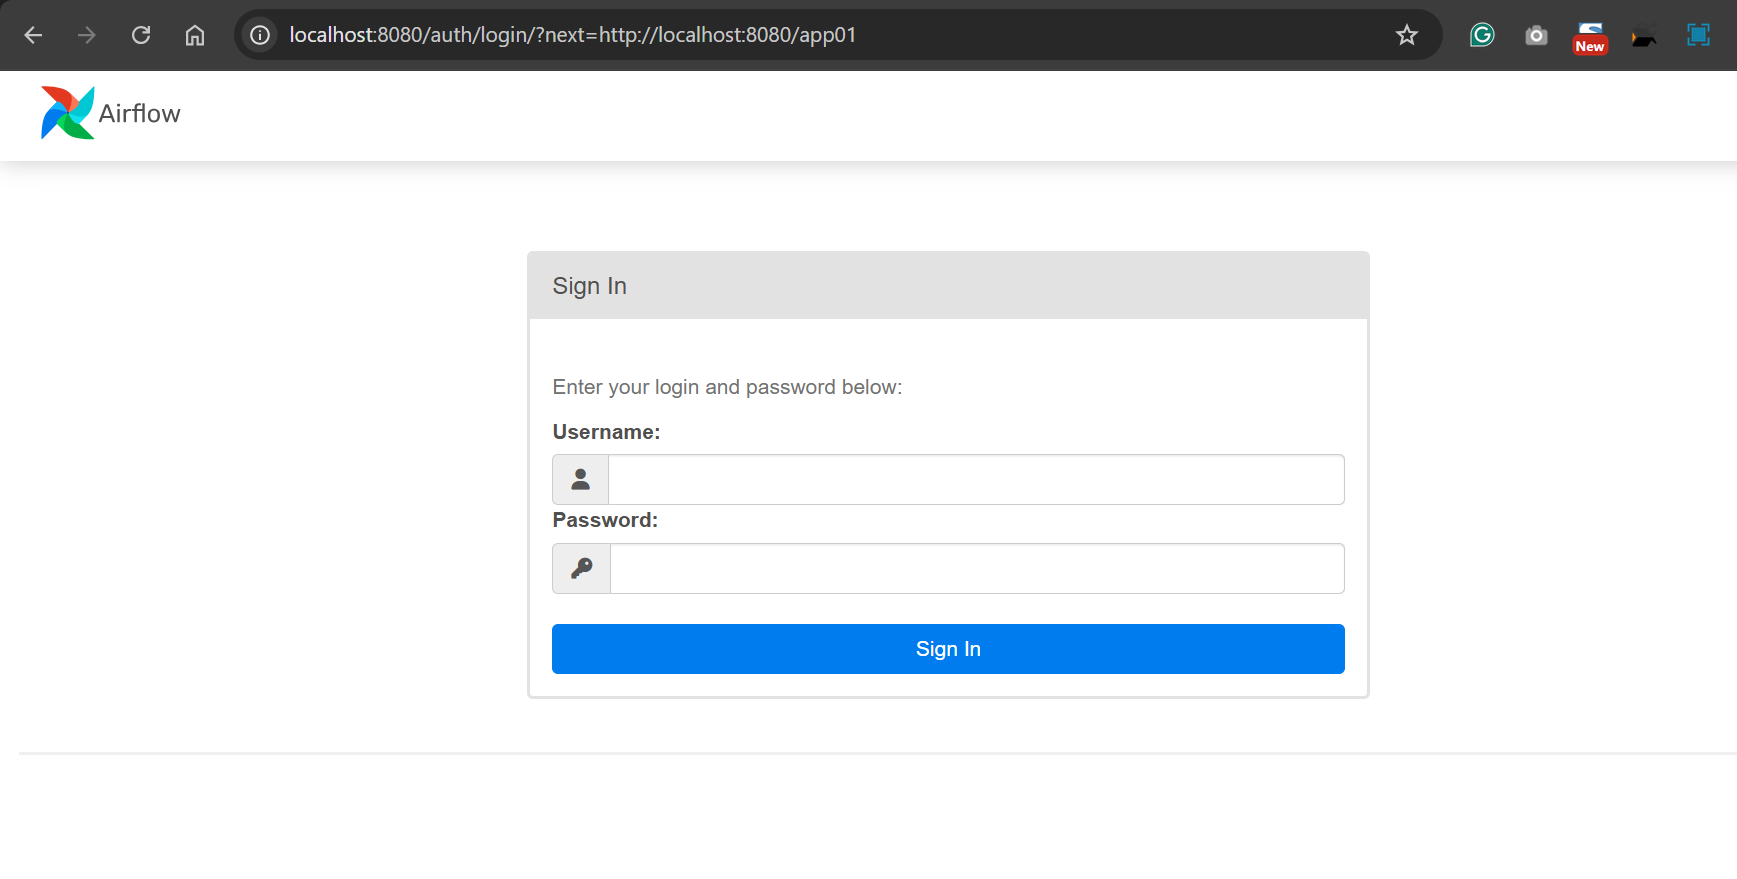 localhost:8080/auth/login/?next=http://localhost:8080/app01
New
Airflow
Sign In
Enter your login and password below:
Username:
Password:
Sign In